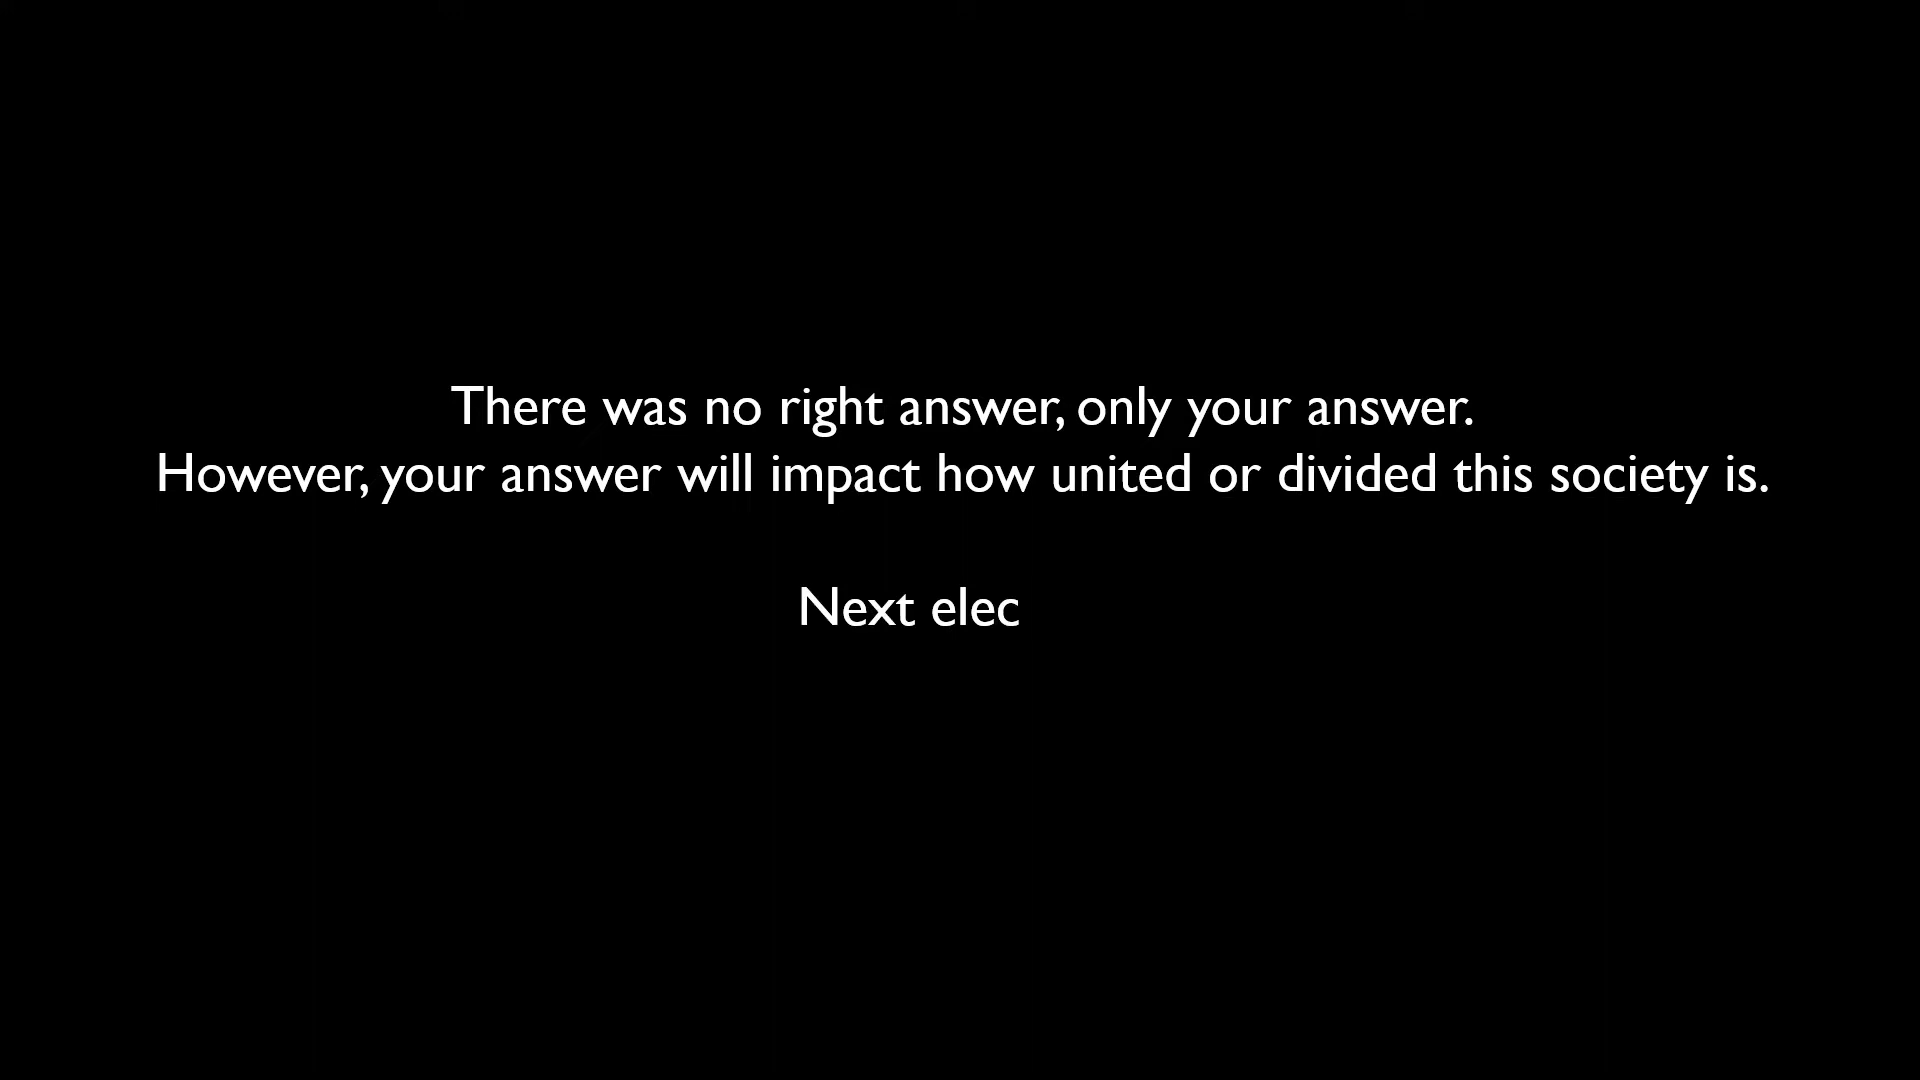 There was no right answer, only your answer.
However, your answer will impact how united or divided this society is.
Next elec